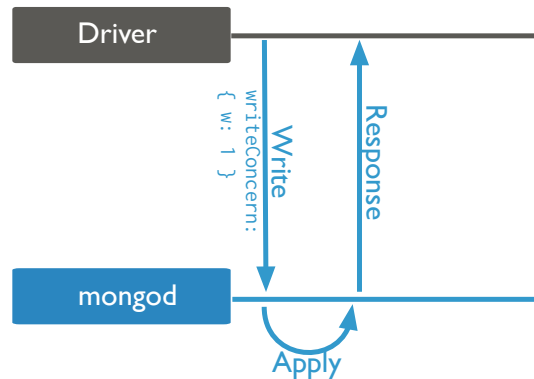 Driver
Write
writeConcern:
{ w: 1 }
Response
mongod
Apply